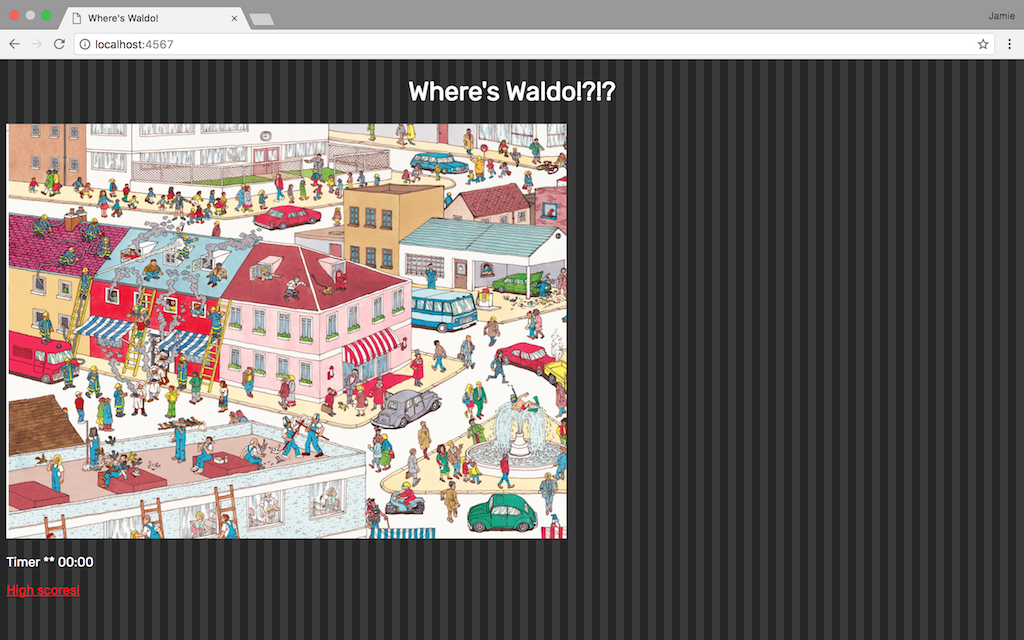 Where's Waldo!
Jamie
localhost:4567
Where's Waldo!?!?
Timer ** 00:00
High scores!